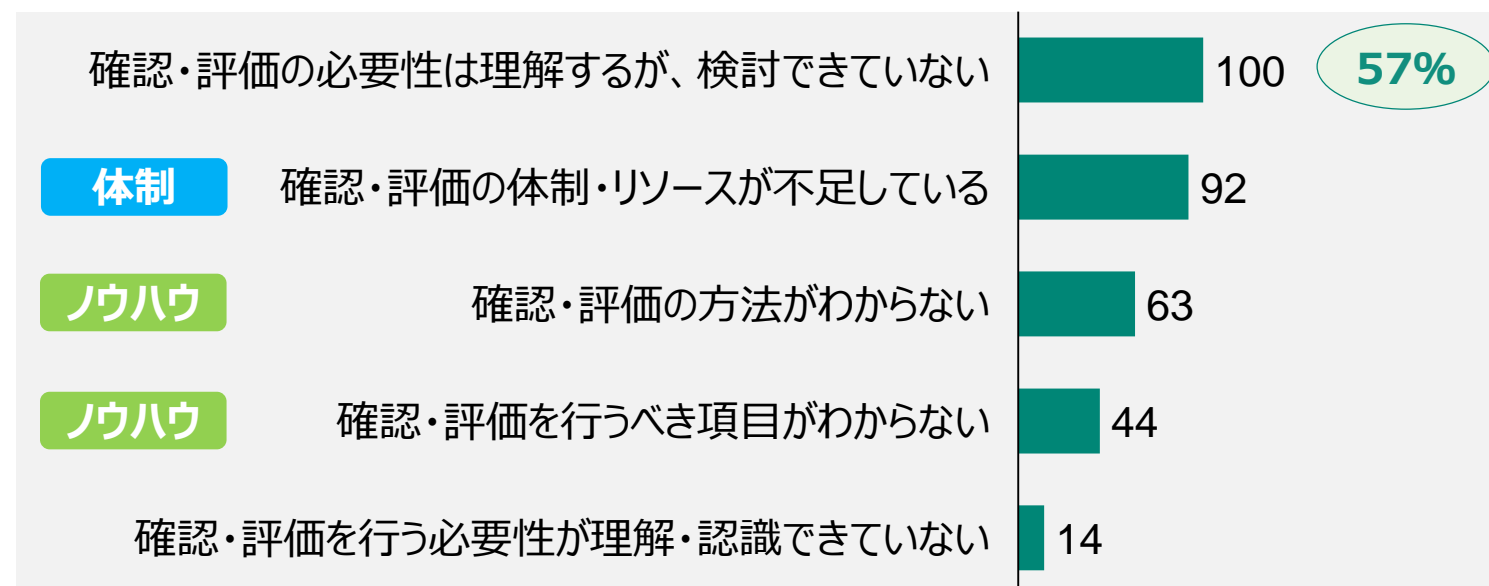 確認・評価の必要性は理解するが、検討できていない 100 57%
体制 確認・評価の体制・リソースが不足している 92
ノウハウ 確認・評価の方法がわからない 63
ノウハウ 確認・評価を行うべき項目がわからない 44
確認・評価を行う必要性が理解・認識できていない 14